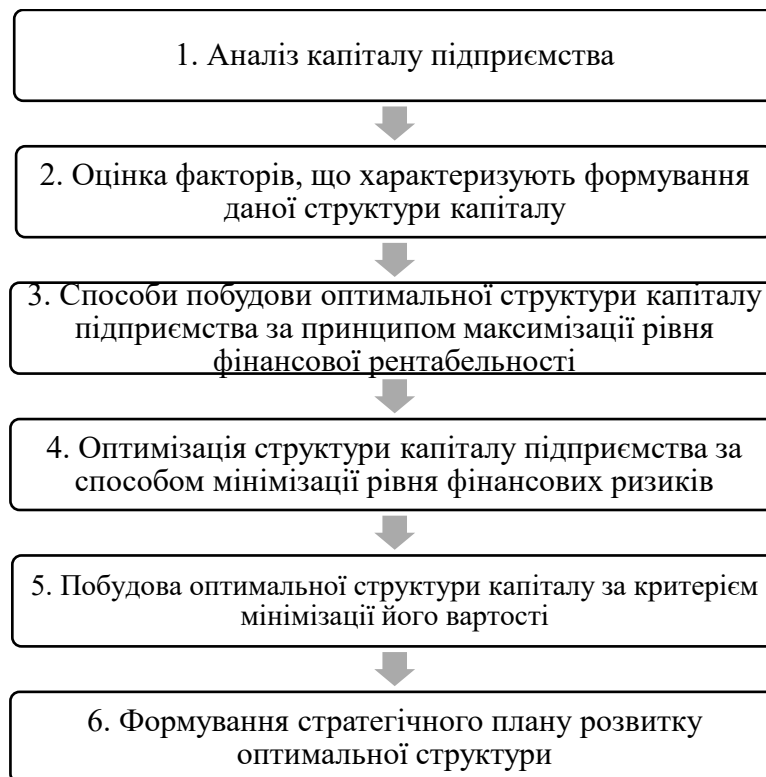 1. Аналіз капіталу підприємства
2. Оцінка факторів, що характеризують формування
даної структури капіталу
3. Способи побудови оптимальної структури капіталу
підприємства за принципом максимізації рівня
фінансової рентабельності
4. Оптимізація структури капіталу підприємства за
способом мінімізації рівня фінансових ризиків
5. Побудова оптимальної структури капіталу за критерієм
мінімізації його вартості
6. Формування стратегічного плану розвитку
оптимальної структури